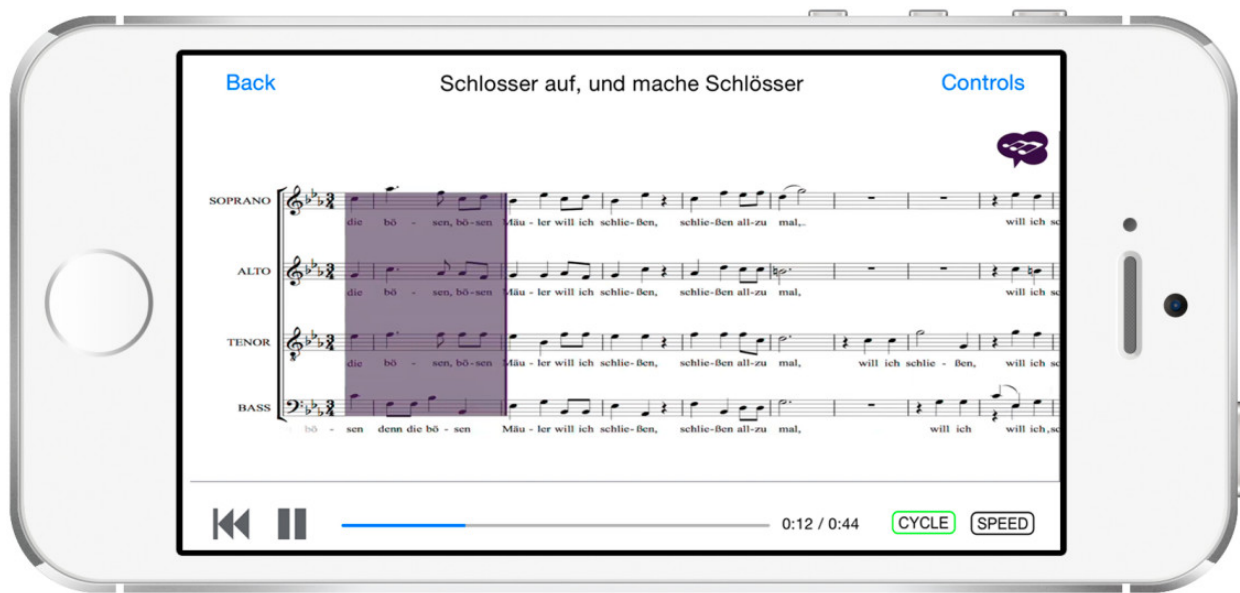 Back Schlosser auf, und mache Schlösser Controls
SOPRANO
die bö - sen, bö-sen Mäu - ler will ich schlie-ßen, schlie-ßen all-zu mal,.. will ich
ALTO
die bö - sen, bö-sen Mäu - ler will ich schlie-ßen, schlie-ßen all-zu mal, will ich
TENOR
die bö - sen, bö-sen Mäu - ler will ich schlie-ßen, schlie-ßen all-zu mal, will ich schlie - ßen, will ich
BASS
bö - sen denn die bö - sen Mäu - ler will ich schlie-ßen, schlie-ßen all-zu mal, will ich will ich,
0:12 / 0:44 CYCLE SPEED